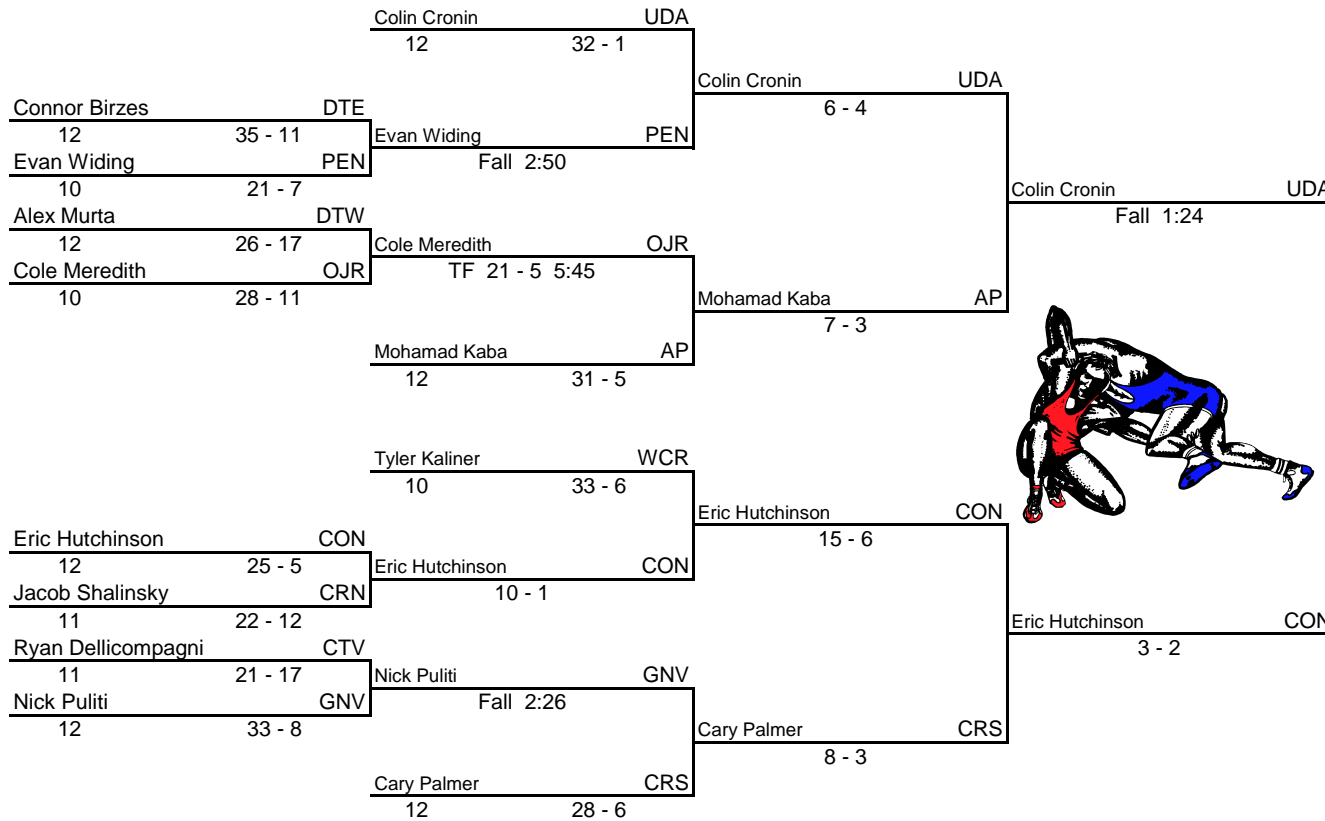 Colin Cronin UDA
12 32 - 1
Colin Cronin UDA
6 - 4
Connor Birzes DTE
12 35 - 11
Evan Widing PEN
Fall 2:50
Evan Widing PEN
10 21 - 7
Colin Cronin UDA
Fall 1:24
Alex Murta DTW
12 26 - 17
Cole Meredith OJR
TF 21 - 5 5:45
Cole Meredith OJR
10 28 - 11
Mohamad Kaba AP
7 - 3
Mohamad Kaba AP
12 31 - 5
Tyler Kaliner WCR
10 33 - 6
Eric Hutchinson CON
15 - 6
Eric Hutchinson CON
12 25 - 5
Eric Hutchinson CON
10 - 1
Jacob Shalinsky CRN
11 22 - 12
Eric Hutchinson CON
3 - 2
Ryan Dellicompagni CTV
11 21 - 17
Nick Puliti GNV
Fall 2:26
Nick Puliti GNV
12 33 - 8
Cary Palmer CRS
8 - 3
Cary Palmer CRS
12 28 - 6